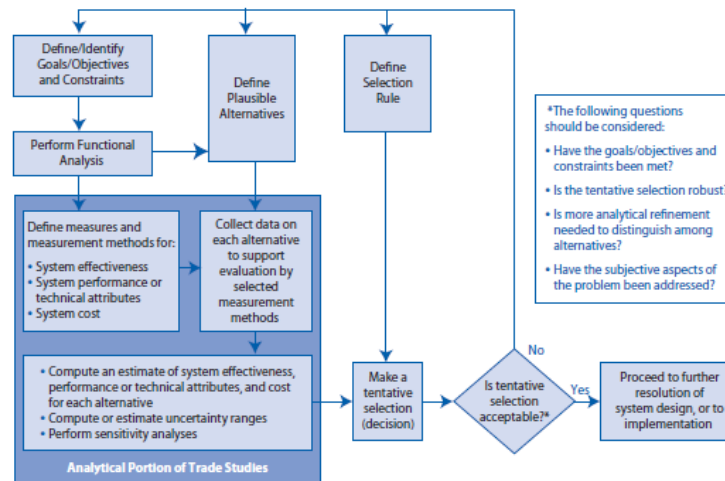 Define/Identify
Goals/Objectives
and Constraints
Define
Plausible
Alternatives
Define
Selection
Rule
Perform Functional
Analysis
*The following questions
should be considered:
• Have the goals/objectives and
constraints been met?
• Is the tentative selection robust?
• Is more analytical refinement
needed to distinguish among
alternatives?
• Have the subjective aspects of
the problem been addressed?
Define measures and
measurement methods for:
• System effectiveness
• System performance or
technical attributes
• System cost
Collect data on
each alternative
to support
evaluation by
selected
measurement
methods
• Compute an estimate of system effectiveness,
performance or technical attributes, and cost
for each alternative
• Compute or estimate uncertainty ranges
• Perform sensitivity analyses
Analytical Portion of Trade Studies
Make a
tentative
selection
(decision)
No
Is tentative
selection
acceptable?*
Yes
Proceed to further
resolution of
system design, or to
implementation